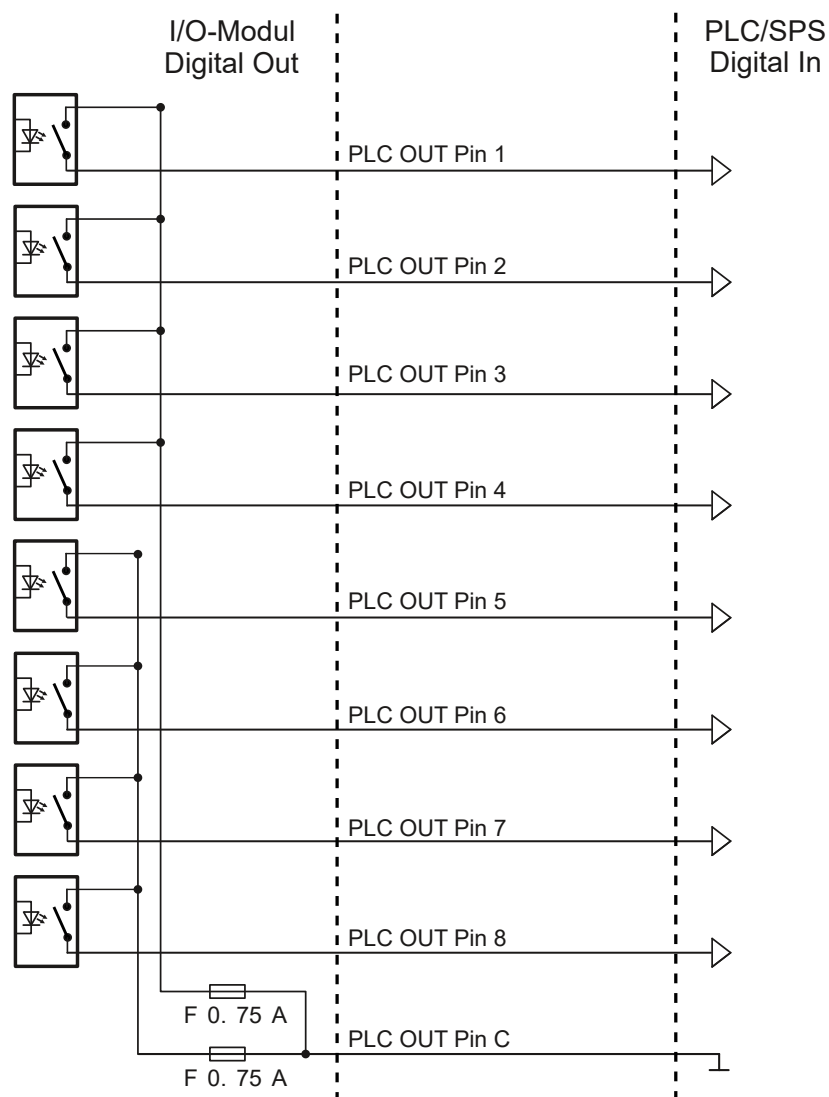 I/O-Modul
Digital Out
PLC/SPS
Digital In
PLC OUT Pin 1
PLC OUT Pin 2
PLC OUT Pin 3
PLC OUT Pin 4
PLC OUT Pin 5
PLC OUT Pin 6
PLC OUT Pin 7
PLC OUT Pin 8
F 0. 75 A
PLC OUT Pin C
F 0. 75 A